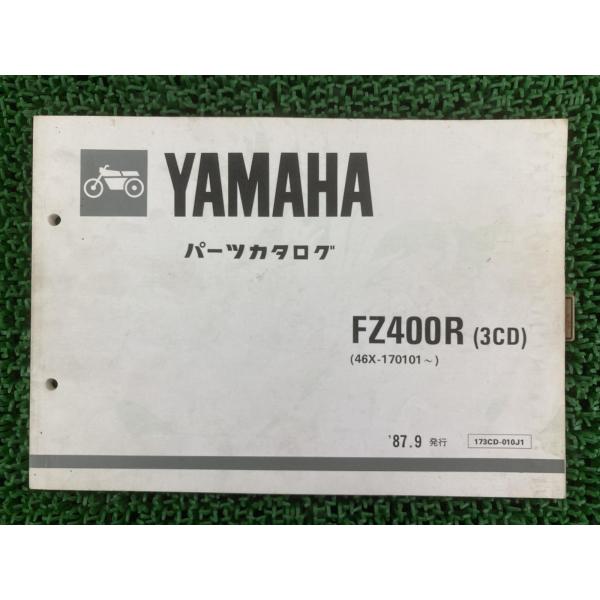 YAMAHA
パーツカタログ
FZ400R (3CD)
(46X-170101~)
'87.9 発行
173CD-010J1